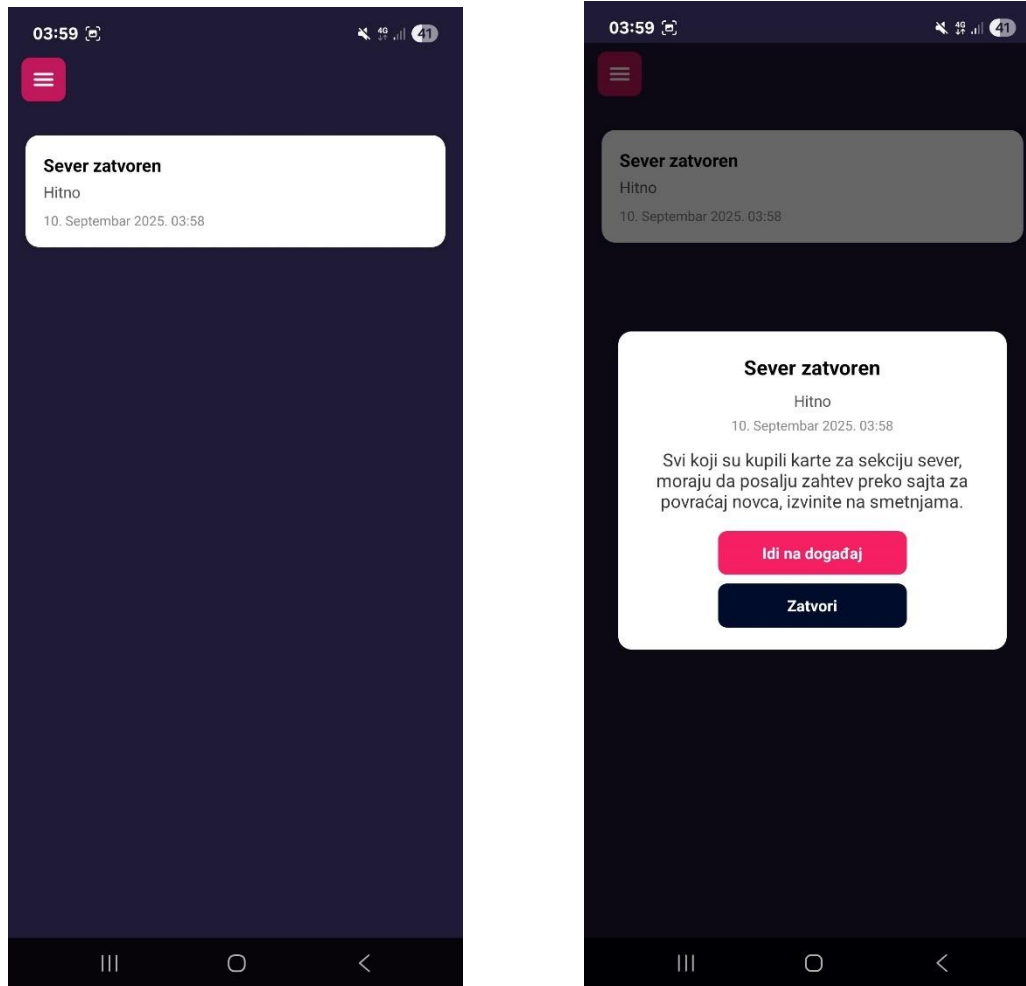 03:59
4G
41
Sever zatvoren
Hitno
10. Septembar 2025. 03:58
03:59
4G
41
Sever zatvoren
Hitno
10. Septembar 2025. 03:58
Sever zatvoren
Hitno
10. Septembar 2025. 03:58
Svi koji su kupili karte za sekciju sever,
moraju da posalju zahtev preko sajta za
povraćaj novca, izvinite na smetnjama.
Idi na događaj
Zatvori